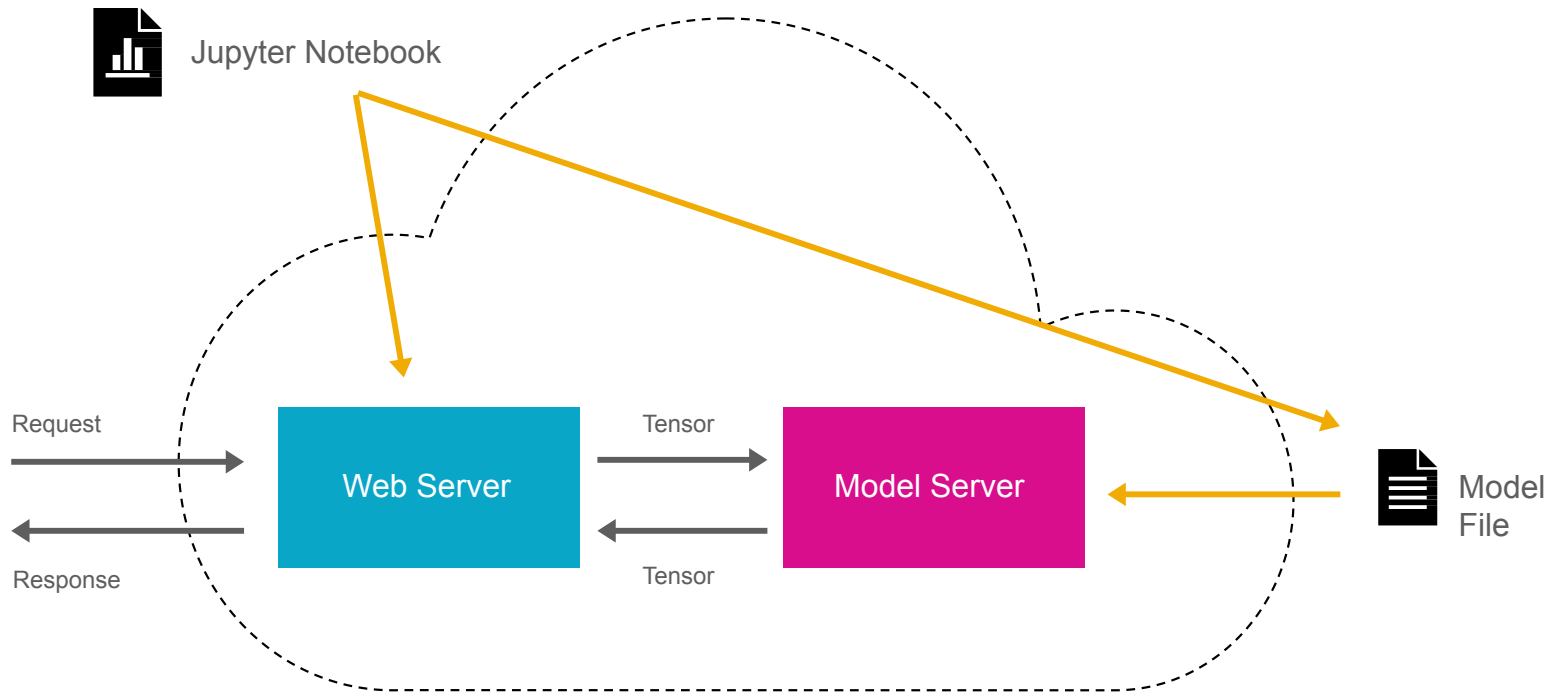 Jupyter Notebook
Request
Tensor
Web Server
Model Server
Model
File
Response
Tensor